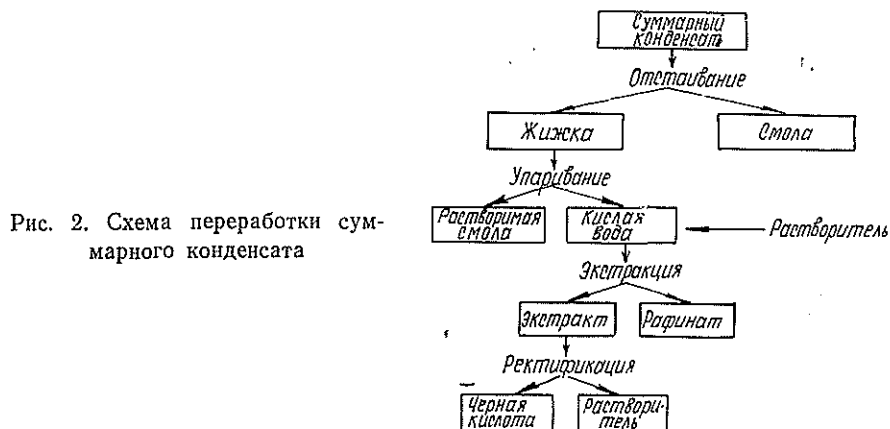 Суммарный
конденсат
Отстаивание
Жижка
Смола
Упаривание
Растворимая
смола
Кислая
вода
Растворитель
Экстракция
Экстракт
Рафинат
Ректификация
Черная
кислота
Раствори-
тель
Рис. 2. Схема переработки сум-
марного конденсата